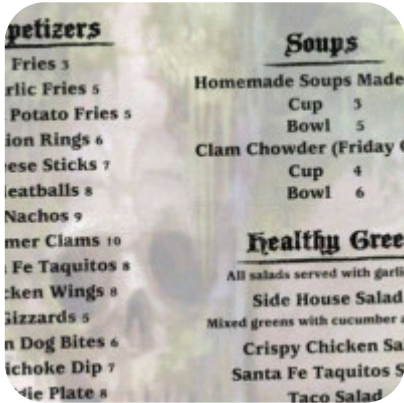 petizers
Fries 3
rlic Fries 5
Potato Fries 5
ion Rings 6
ese Sticks 7
eatballs 8
Nachos 9
mer Clams 10
Fe Taquitos 8
cken Wings 8
Gizzards 5
n Dog Bites 6
ichoke Dip 7
die Plate 8
Soups
Homemade Soups Made
Cup 3
Bowl 5
Clam Chowder (Friday
Cup 4
Bowl 6
Healthy Gree
All salads served with garli
Side House Salad
Mixed greens with cucumber a
Crispy Chicken Sa
Santa Fe Taquitos S
Taco Salad